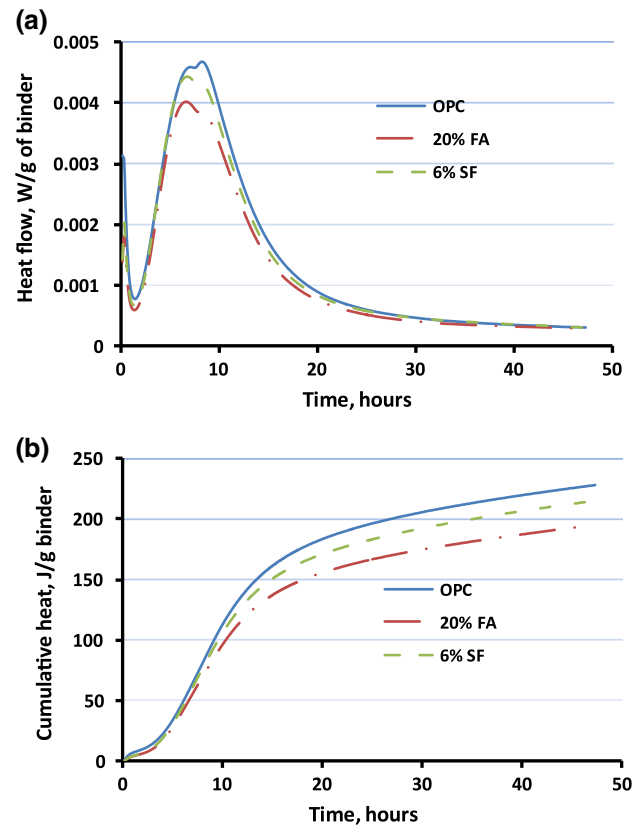 (a)
Heat flow, W/g of binder
0.005
0.004
0.003
0.002
0.001
0
OPC
20% FA
6% SF
0 10 20 30 40 50
Time, hours
(b)
Cumulative heat, J/g binder
250
200
150
100
50
0
OPC
20% FA
6% SF
0 10 20 30 40 50
Time, hours